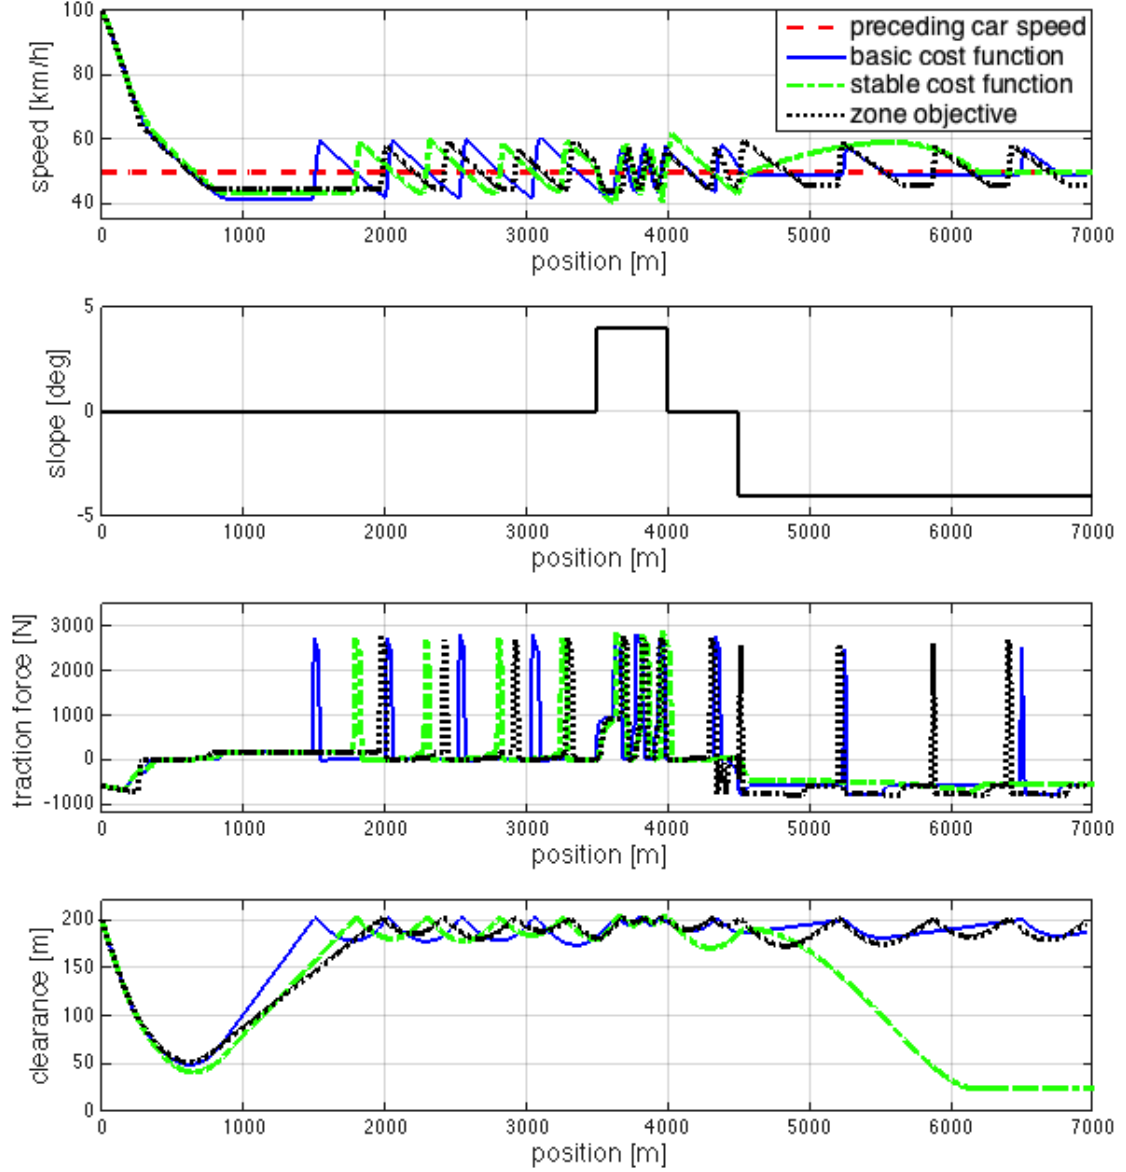 100
80
60
40
speed [km/h]
preceding car speed
basic cost function
stable cost function
zone objective
0 1000 2000 3000 4000 5000 6000 7000
position [m]
5
0
-5
slope [deg]
0 1000 2000 3000 4000 5000 6000 7000
position [m]
3000
2000
1000
0
-1000
traction force [N]
0 1000 2000 3000 4000 5000 6000 7000
position [m]
200
150
100
50
0
clearance [m]
0 1000 2000 3000 4000 5000 6000 7000
position [m]